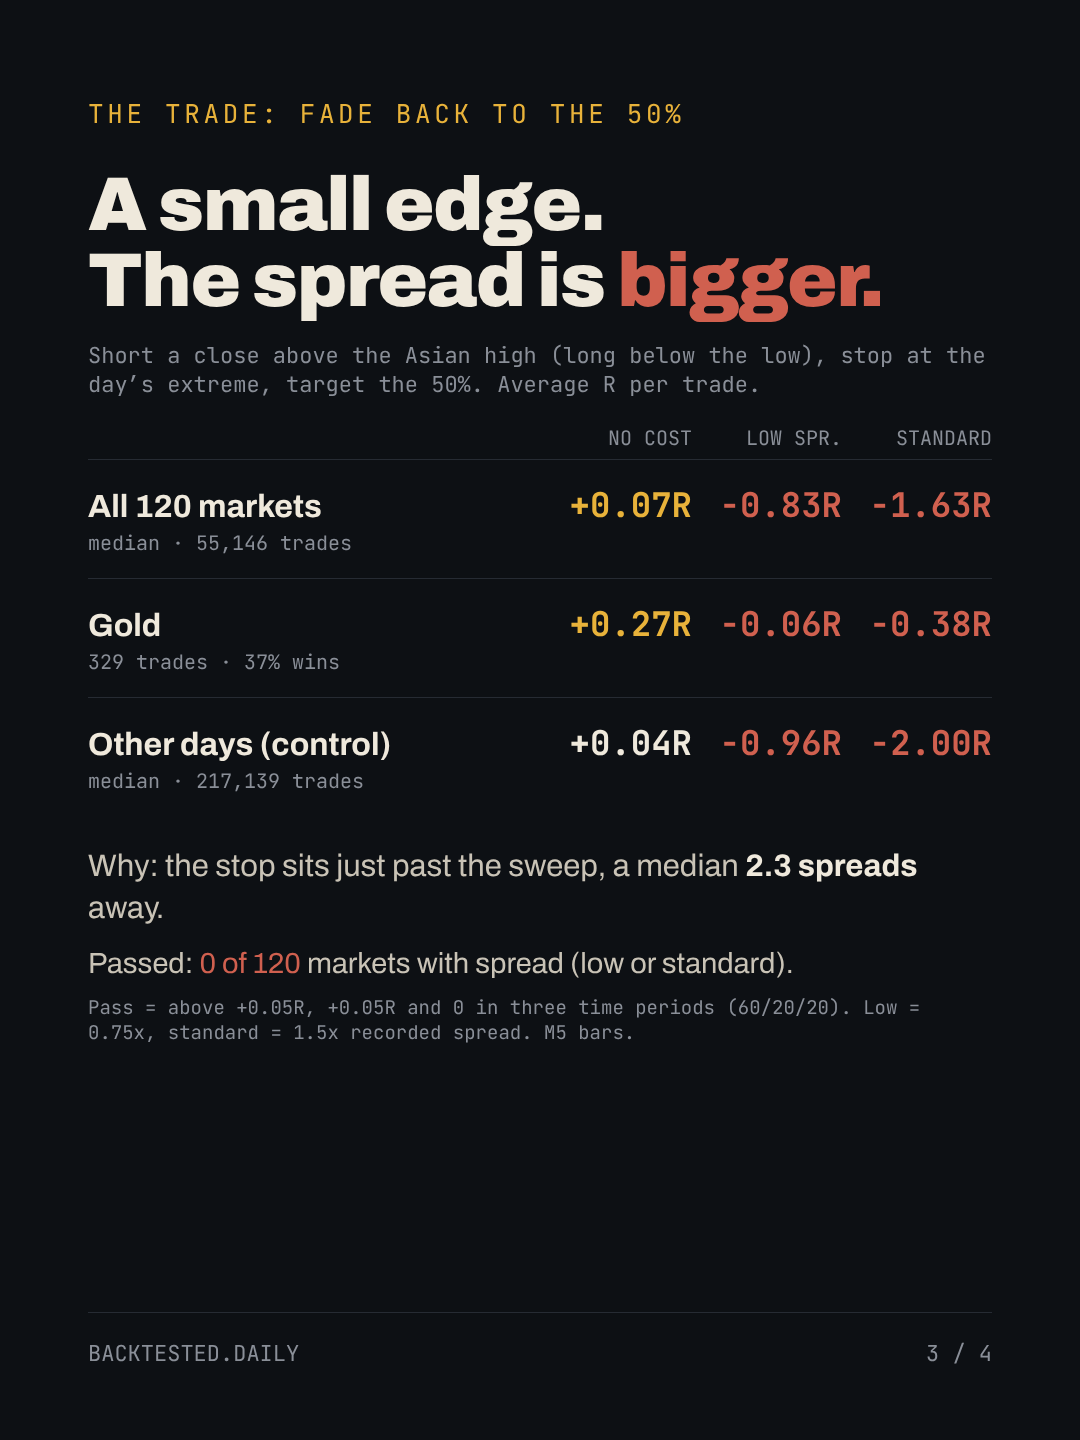 THE TRADE: FADE BACK TO THE 50%
A small edge.
The spread is bigger.
Short a close above the Asian high (long below the low), stop at the
day’s extreme, target the 50%. Average R per trade.
NO COST LOW SPR. STANDARD
All 120 markets +0.07R -0.83R -1.63R
median · 55,146 trades
Gold +0.27R -0.06R -0.38R
329 trades · 37% wins
Other days (control) +0.04R -0.96R -2.00R
median · 217,139 trades
Why: the stop sits just past the sweep, a median 2.3 spreads
away.
Passed: 0 of 120 markets with spread (low or standard).
Pass = above +0.05R, +0.05R and 0 in three time periods (60/20/20). Low =
0.75x, standard = 1.5x recorded spread. M5 bars.
BACKTESTED.DAILY 3 / 4